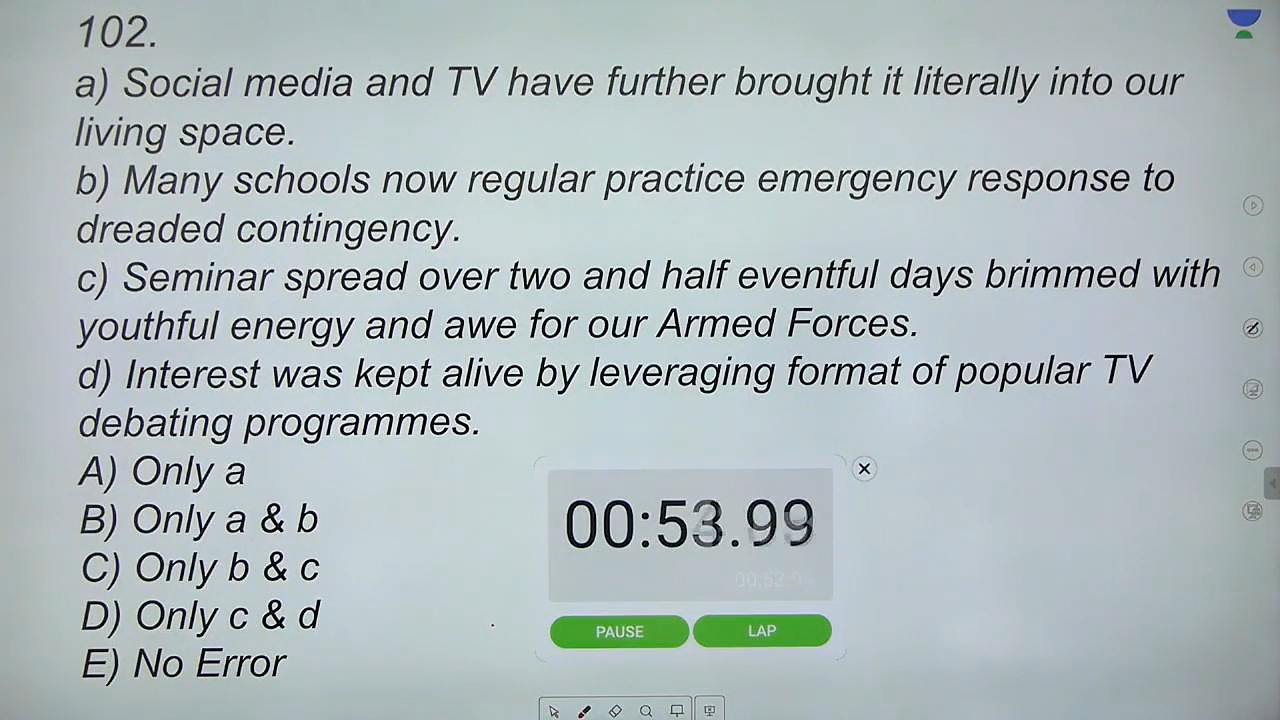 102.
a) Social media and TV have further brought it literally into our
living space.
b) Many schools now regular practice emergency response to
dreaded contingency.
c) Seminar spread over two and half eventful days brimmed with
youthful energy and awe for our Armed Forces.
d) Interest was kept alive by leveraging format of popular TV
debating programmes.
A) Only a
B) Only a & b
C) Only b & c
D) Only c & d
E) No Error
00:53.99
PAUSE LAP